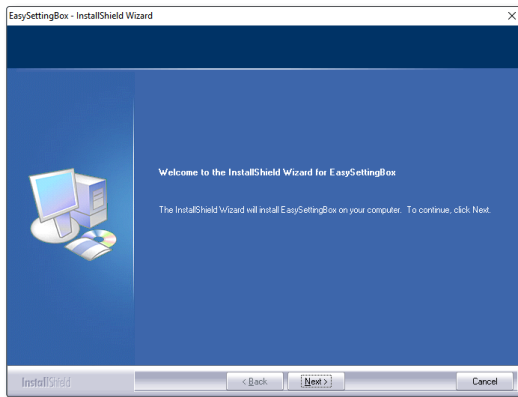 EasySettingBox - InstallShield Wizard
Welcome to the InstallShield Wizard for EasySettingBox
The InstallShield Wizard will install EasySettingBox on your computer. To continue, click Next.
InstallShield
< Back
Next >
Cancel